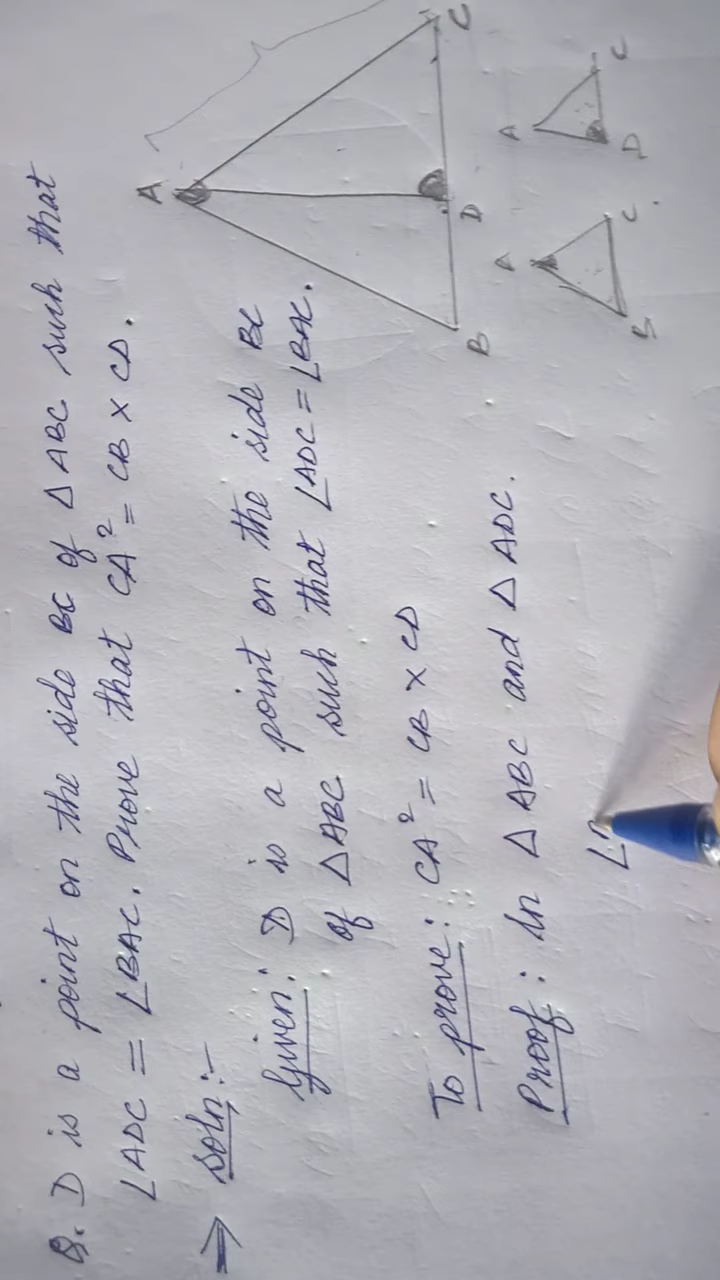 Q. D is a point on the side BC of △ABC such that
∠ADC = ∠BAC. Prove that CA² = CB × CD.
→ Soln:-
Given: D is a point on the side BC
of △ABC such that ∠ADC = ∠BAC.
To prove: CA² = CB × CD
Proof: In △ABC and △ADC.
∠
A
B
D
C
A
B
C
A
D
C